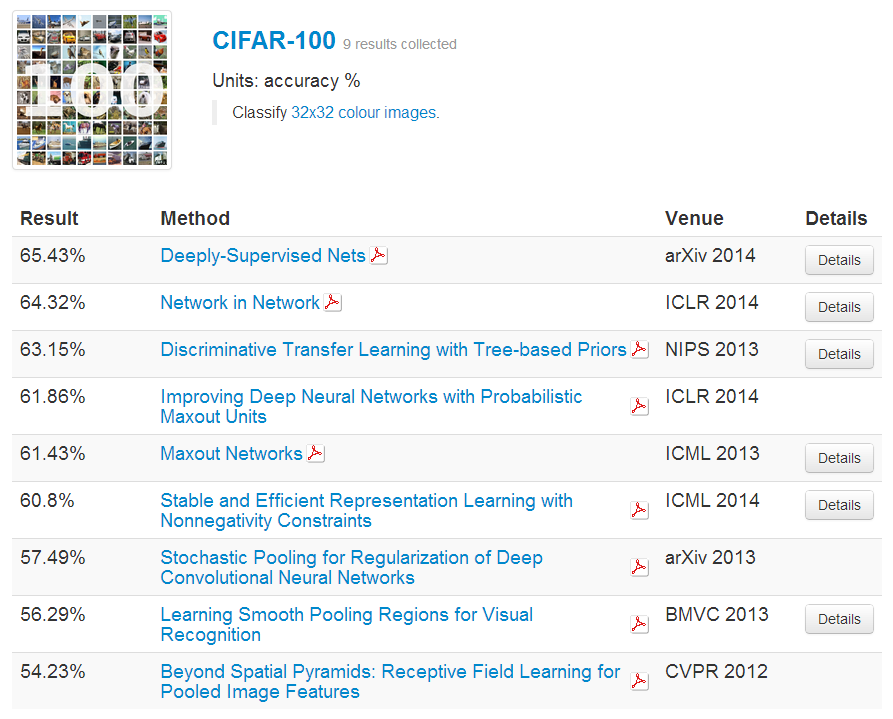 100
CIFAR-100 9 results collected
Units: accuracy %
Classify 32x32 colour images.
Result Method Venue Details
65.43% Deeply-Supervised Nets arXiv 2014 Details
64.32% Network in Network ICLR 2014 Details
63.15% Discriminative Transfer Learning with Tree-based Priors NIPS 2013 Details
61.86% Improving Deep Neural Networks with Probabilistic ICLR 2014
Maxout Units
61.43% Maxout Networks ICML 2013 Details
60.8% Stable and Efficient Representation Learning with ICML 2014 Details
Nonnegativity Constraints
57.49% Stochastic Pooling for Regularization of Deep arXiv 2013
Convolutional Neural Networks
56.29% Learning Smooth Pooling Regions for Visual BMVC 2013 Details
Recognition
54.23% Beyond Spatial Pyramids: Receptive Field Learning for CVPR 2012
Pooled Image Features